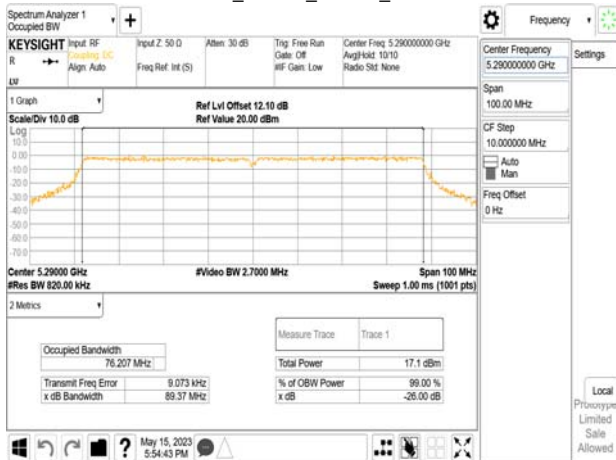 Spectrum Analyzer 1
Occupied BW
Frequency
KEYSIGHT
R
Input: RF
Coupling: DC
Align: Auto
Input Z: 50 Ω
Freq Ref: Int (S)
Atten: 30 dB
Trig: Free Run
Gate: Off
#IF Gain: Low
Center Freq: 5.290000000 GHz
Avg|Hold: 10/10
Radio Std: None
Center Frequency
5.290000000 GHz
Settings
Span
100.00 MHz
CF Step
10.000000 MHz
Auto
Man
Freq Offset
0 Hz
1 Graph
Scale/Div 10.0 dB
Ref Lvl Offset 12.10 dB
Ref Value 20.00 dBm
Log
10.0
0.00
-10.0
-20.0
-30.0
-40.0
-50.0
-60.0
-70.0
Center 5.29000 GHz
#Res BW 820.00 kHz
#Video BW 2.7000 MHz
Span 100 MHz
Sweep 1.00 ms (1001 pts)
2 Metrics
Measure Trace Trace 1
Occupied Bandwidth
76.207 MHz
Total Power 17.1 dBm
Transmit Freq Error 9.073 kHz
% of OBW Power 99.00 %
x dB Bandwidth 89.37 MHz
x dB -26.00 dB
Local
Prototype
Limited
Sale
Allowed
May 15, 2023
5:54:43 PM